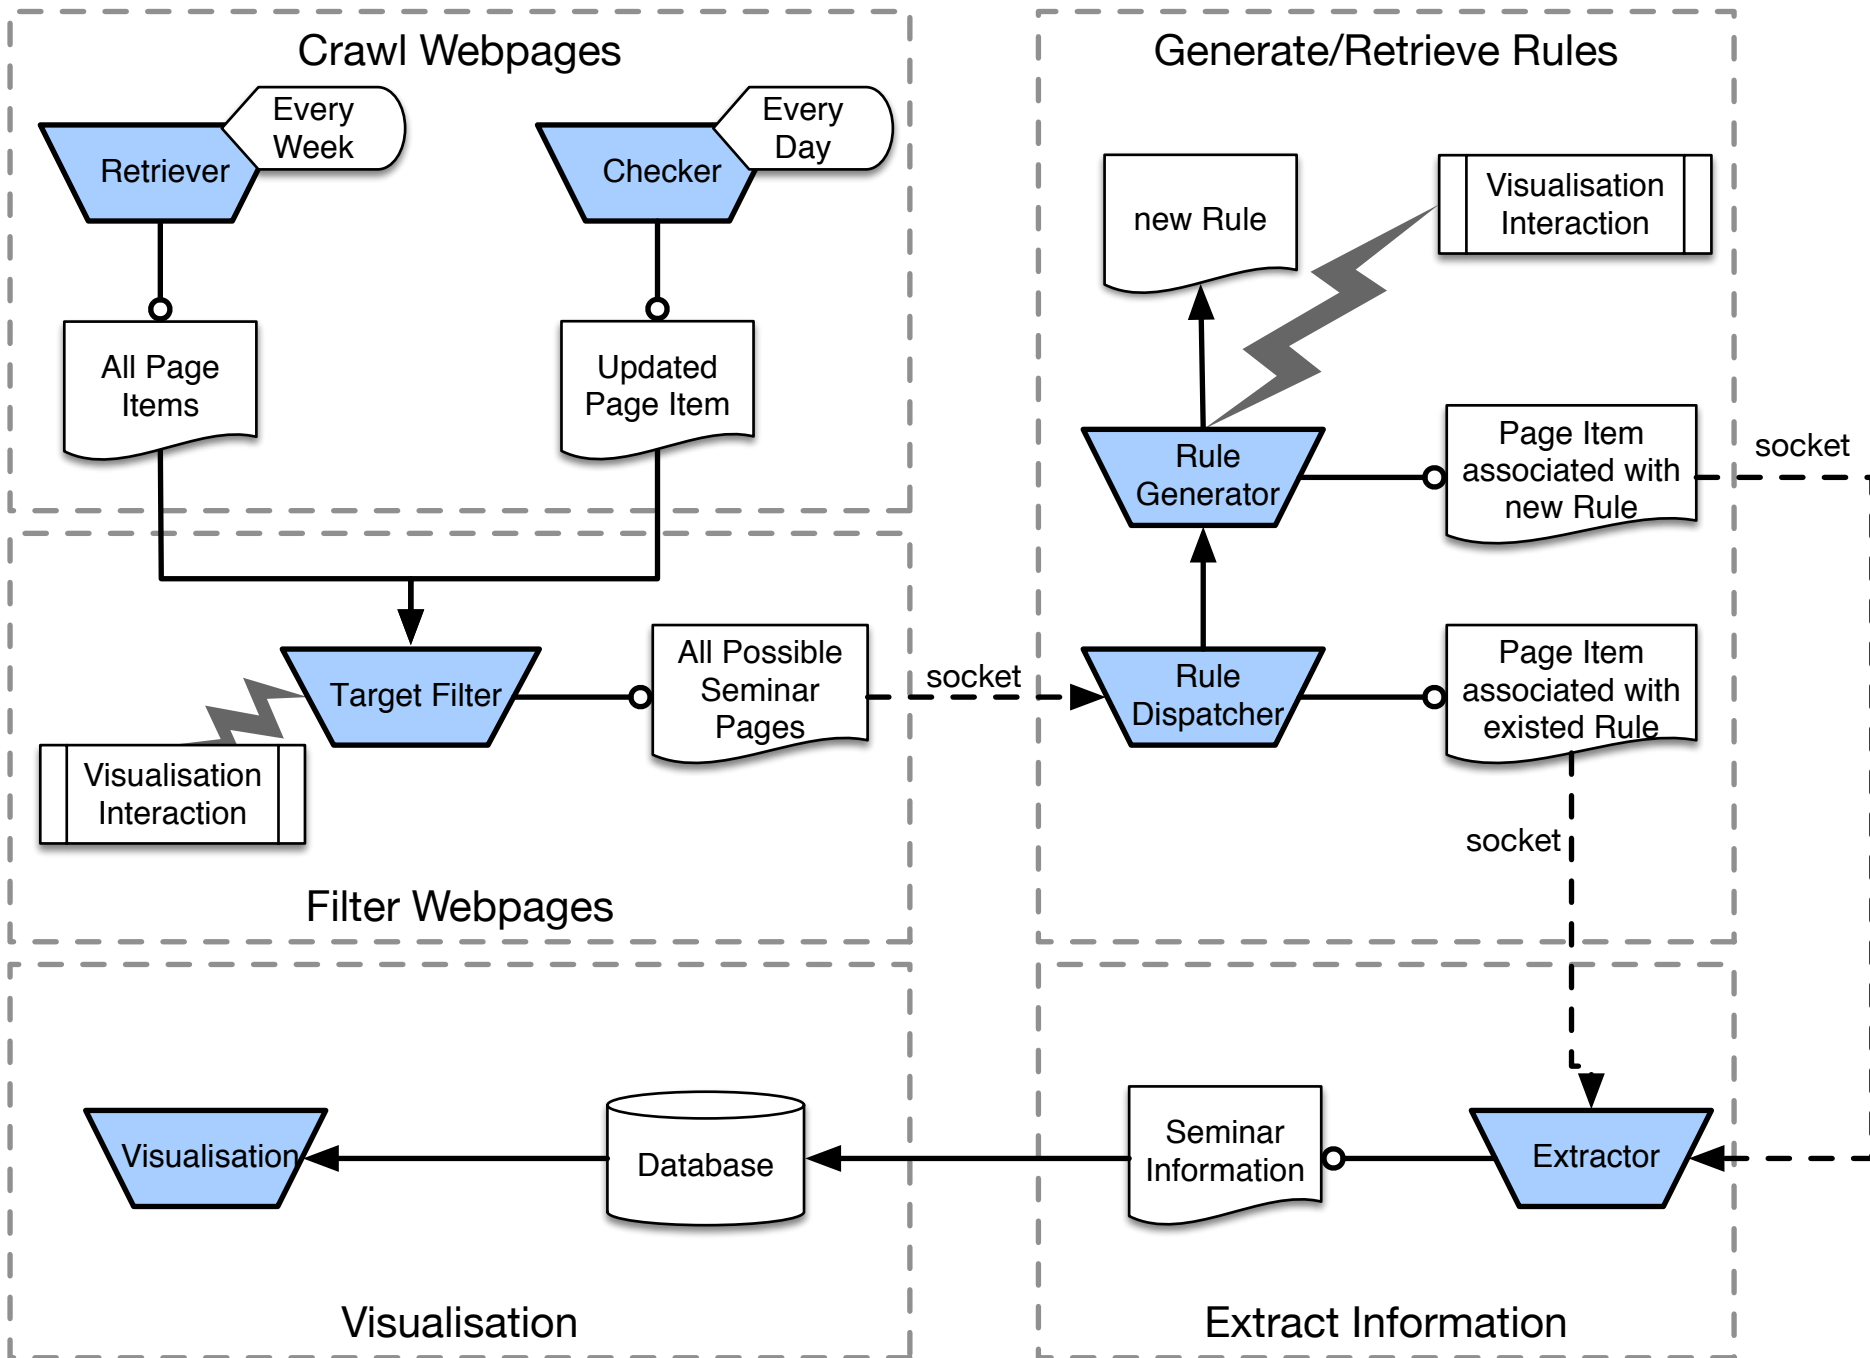 Crawl Webpages
Every
Week
Retriever
Every
Day
Checker
All Page
Items
Updated
Page Item
Target Filter
All Possible
Seminar
Pages
socket
Visualisation
Interaction
Filter Webpages
Generate/Retrieve Rules
new Rule
Visualisation
Interaction
Rule
Generator
Page Item
associated with
new Rule
socket
Rule
Dispatcher
Page Item
associated with
existed Rule
socket
Visualisation
Database
Visualisation
Seminar
Information
Extractor
Extract Information